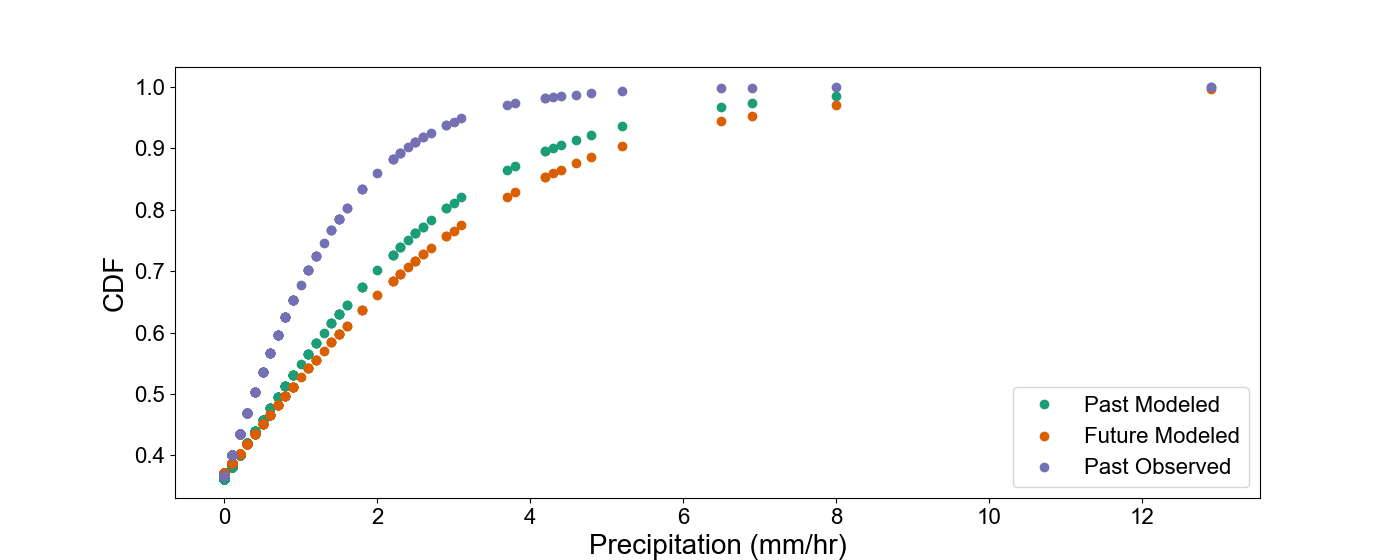 1.0
0.9
0.8
0.7
0.6
0.5
0.4
CDF
Past Modeled
Future Modeled
Past Observed
0 2 4 6 8 10 12
Precipitation (mm/hr)